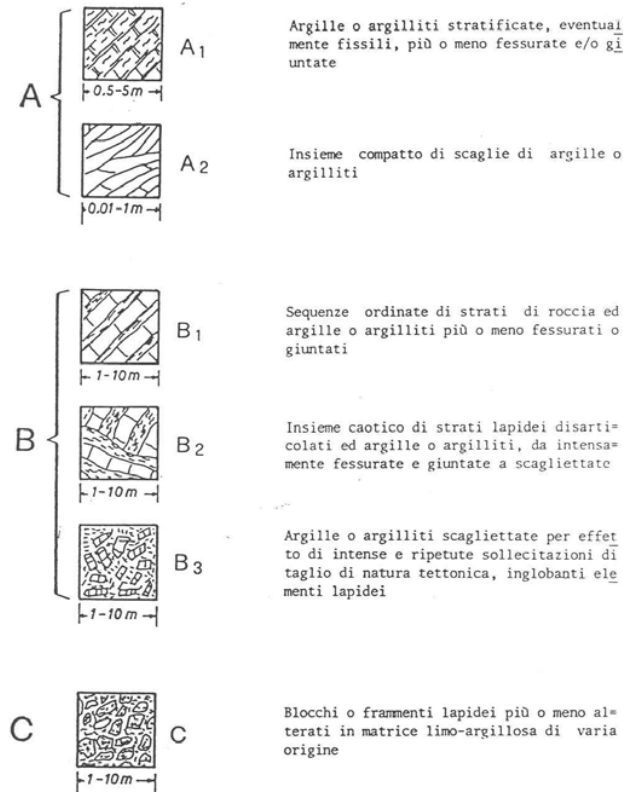 A
A1
0.5-5m
Argille o argilliti stratificate, eventual
mente fissili, più o meno fessurate e/o gi
untate
A2
0.01-1m
Insieme compatto di scaglie di argille o
argilliti
B
B1
1-10m
Sequenze ordinate di strati di roccia ed
argille o argilliti più o meno fessurati o
giuntati
B2
1-10m
Insieme caotico di strati lapidei disarti=
colati ed argille o argilliti, da intensa=
mente fessurate e giuntate a scagliettate
B3
1-10m
Argille o argilliti scagliettate per effet
to di intense e ripetute sollecitazioni di
taglio di natura tettonica, inglobanti ele
menti lapidei
C
C
1-10m
Blocchi o frammenti lapidei più o meno al=
terati in matrice limo-argillosa di varia
origine